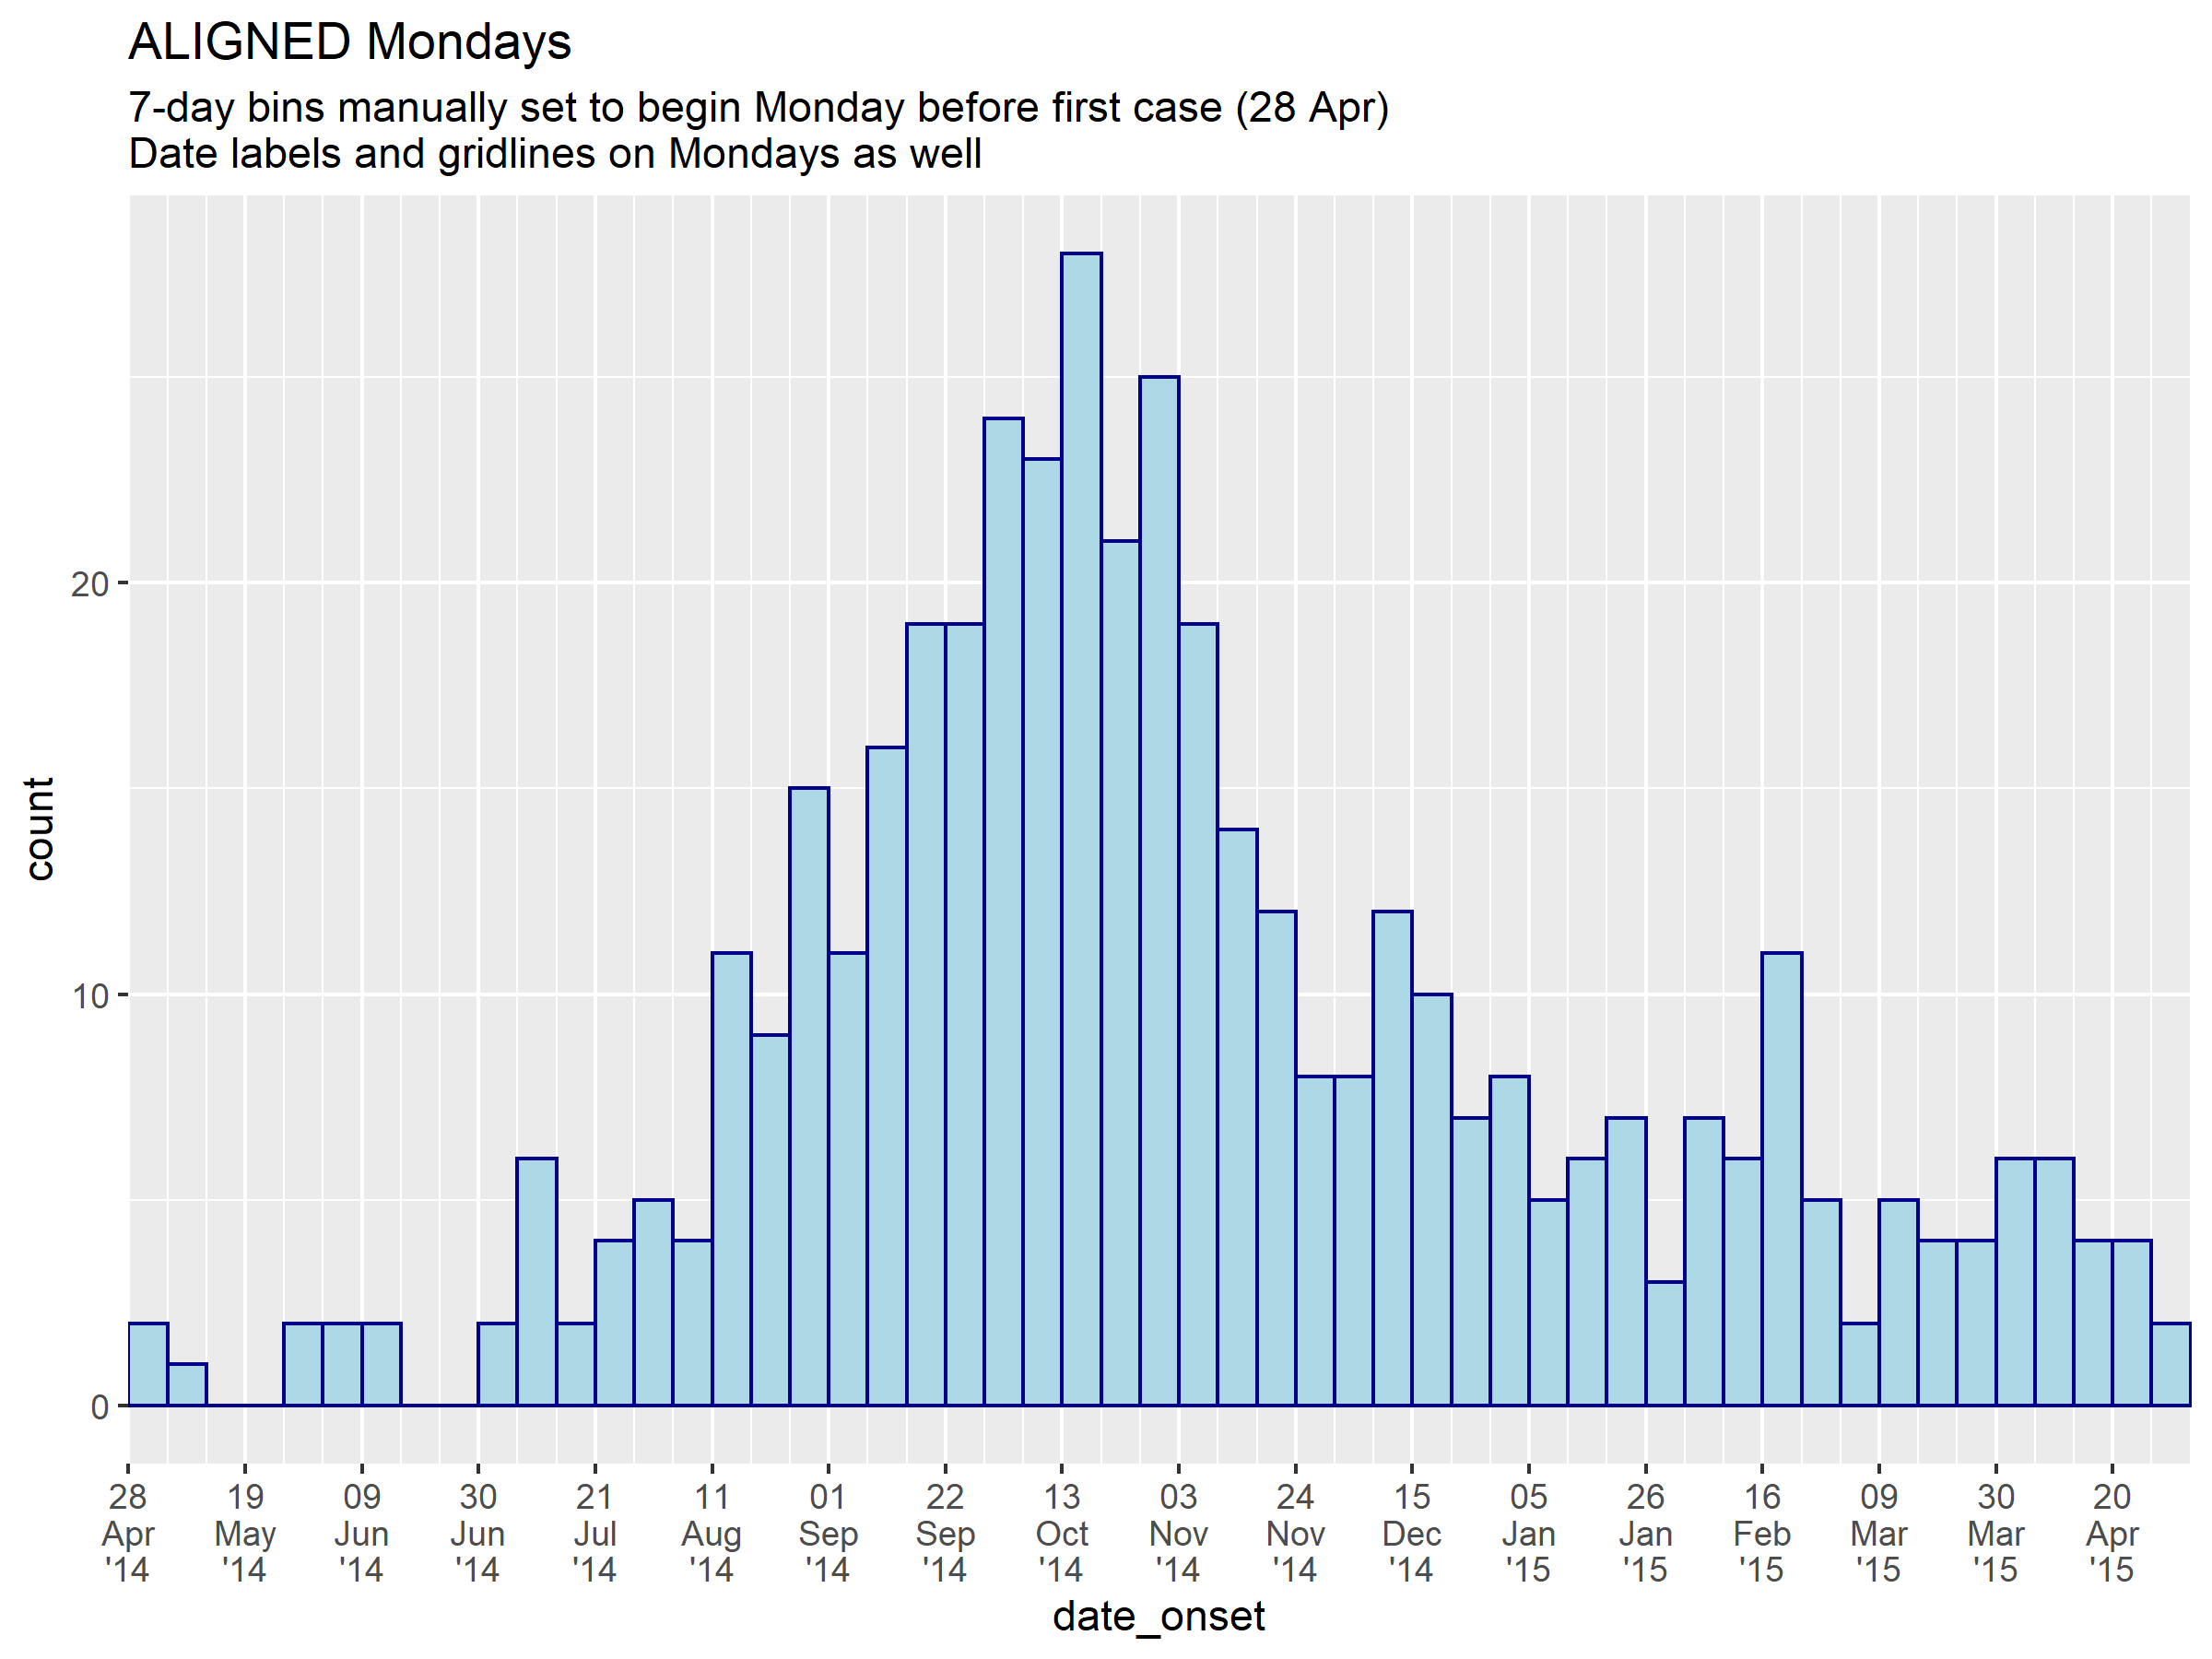 ALIGNED Mondays
7-day bins manually set to begin Monday before first case (28 Apr)
Date labels and gridlines on Mondays as well
count
20
10
0
28 19 09 30 21 11 01 22 13 03 24 15 05 26 16 09 30 20
Apr May Jun Jun Jul Aug Sep Sep Oct Nov Nov Dec Jan Jan Feb Mar Mar Apr
'14 '14 '14 '14 '14 '14 '14 '14 '14 '14 '14 '14 '15 '15 '15 '15 '15 '15
date_onset